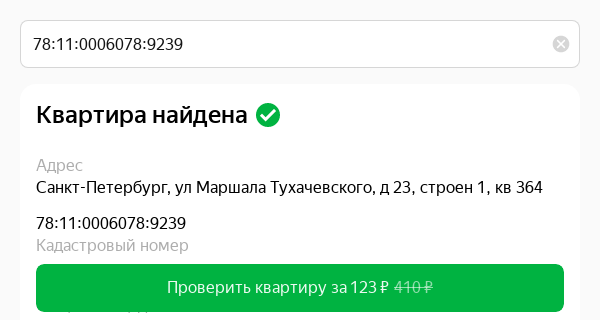 78:11:0006078:9239
Квартира найдена
Адрес
Санкт-Петербург, ул Маршала Тухачевского, д 23, строен 1, кв 364
78:11:0006078:9239
Кадастровый номер
Проверить квартиру за 123 ₽ 410 ₽